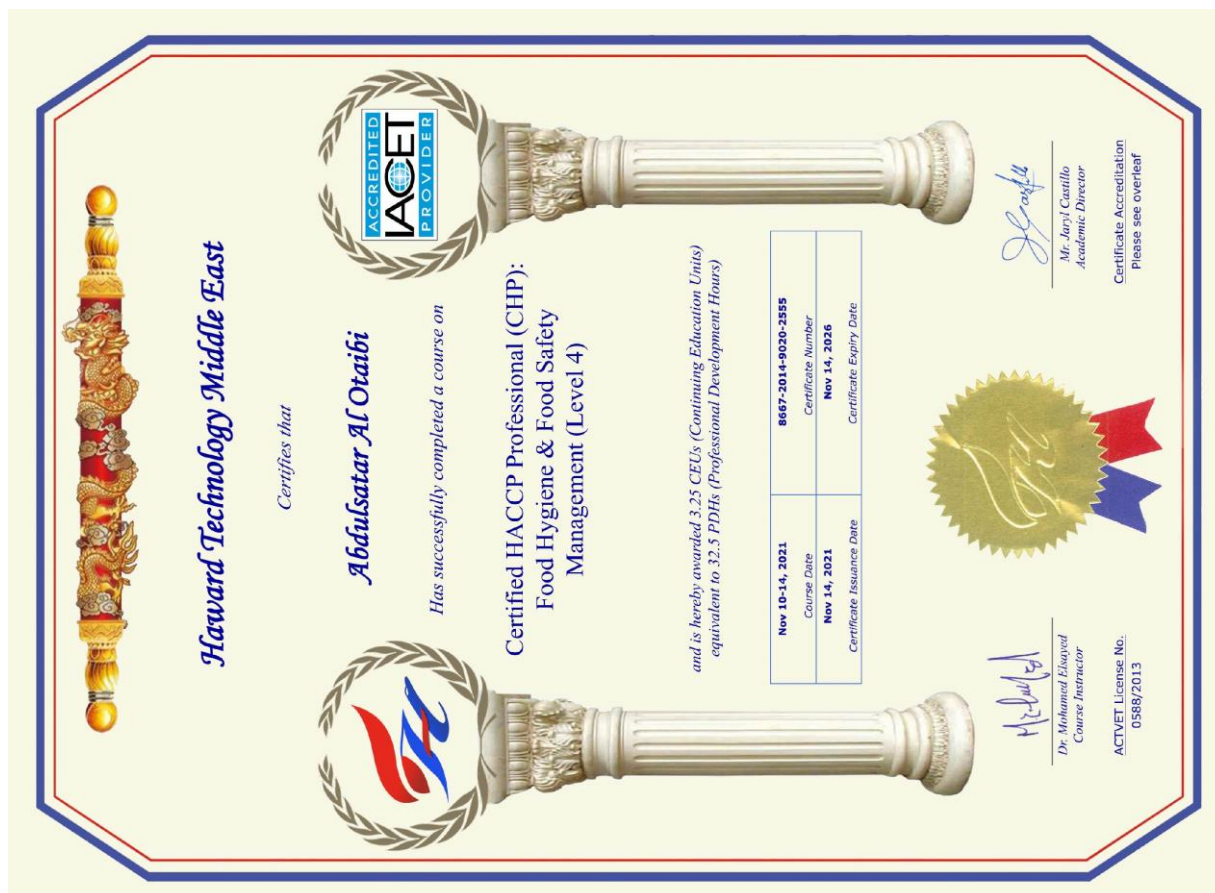 Haward Technology Middle East
Certifies that
Abdulsatar Al Otaibi
Has successfully completed a course on
ACCREDITED
IACET
PROVIDER
Certified HACCP Professional (CHP):
Food Hygiene & Food Safety
Management (Level 4)
and is hereby awarded 3.25 CEUs (Continuing Education Units)
equivalent to 32.5 PDHs (Professional Development Hours)
Nov 10-14, 2021 8667-2014-9020-2555
Course Date Certificate Number
Nov 14, 2021 Nov 14, 2026
Certificate Issuance Date Certificate Expiry Date
Dr. Mohamed Elsayed
Course Instructor
Mr. Jaryl Castillo
Academic Director
ACTVET License No.
0588/2013
Certificate Accreditation
Please see overleaf